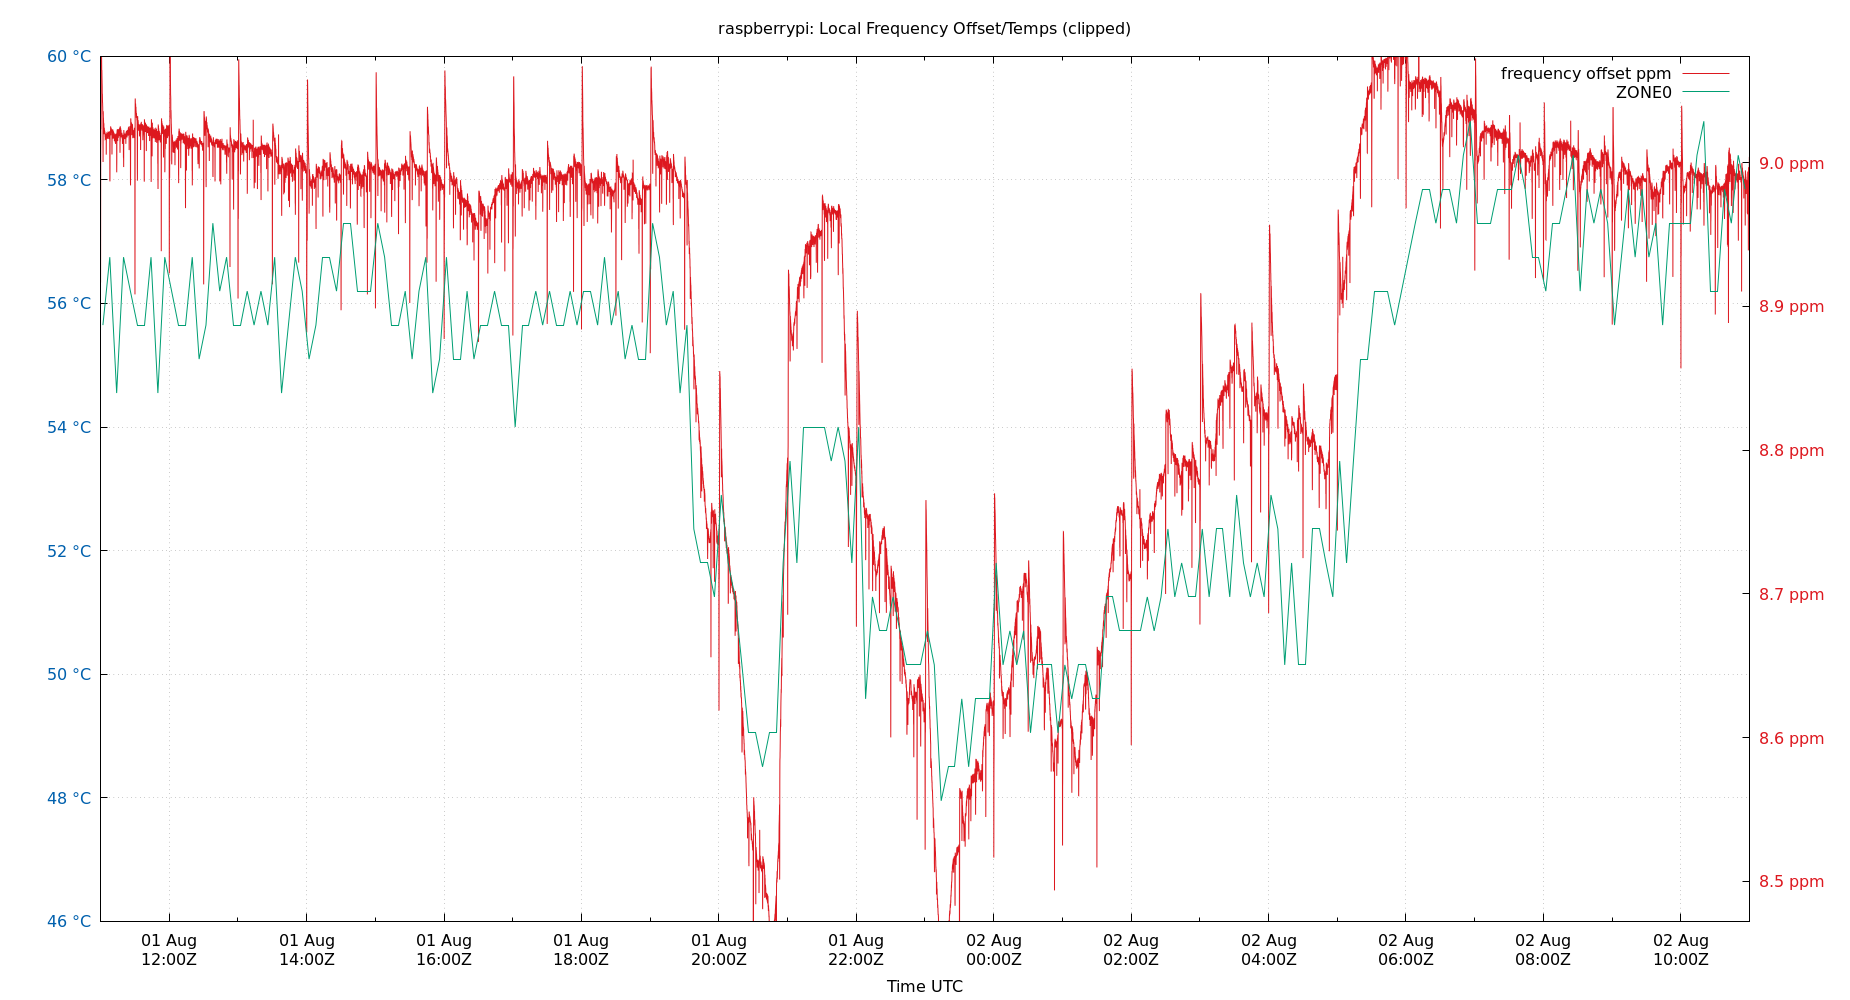 raspberrypi: Local Frequency Offset/Temps (clipped)
frequency offset ppm
ZONE0
60 °C
58 °C
56 °C
54 °C
52 °C
50 °C
48 °C
46 °C
9.0 ppm
8.9 ppm
8.8 ppm
8.7 ppm
8.6 ppm
8.5 ppm
01 Aug
12:00Z
01 Aug
14:00Z
01 Aug
16:00Z
01 Aug
18:00Z
01 Aug
20:00Z
01 Aug
22:00Z
02 Aug
00:00Z
02 Aug
02:00Z
02 Aug
04:00Z
02 Aug
06:00Z
02 Aug
08:00Z
02 Aug
10:00Z
Time UTC